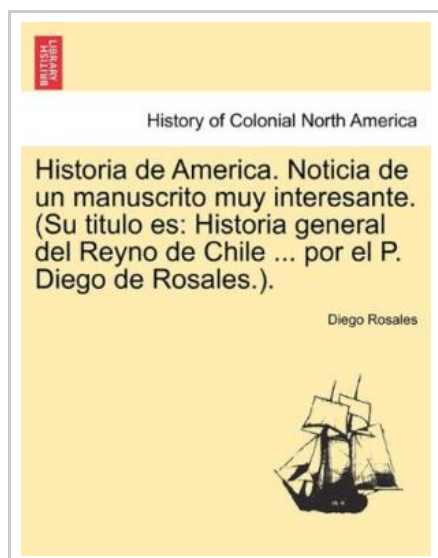 BRITISH
LIBRARY
History of Colonial North America
Historia de America. Noticia de
un manuscrito muy interesante.
(Su titulo es: Historia general
del Reyno de Chile ... por el P.
Diego de Rosales.).
Diego Rosales